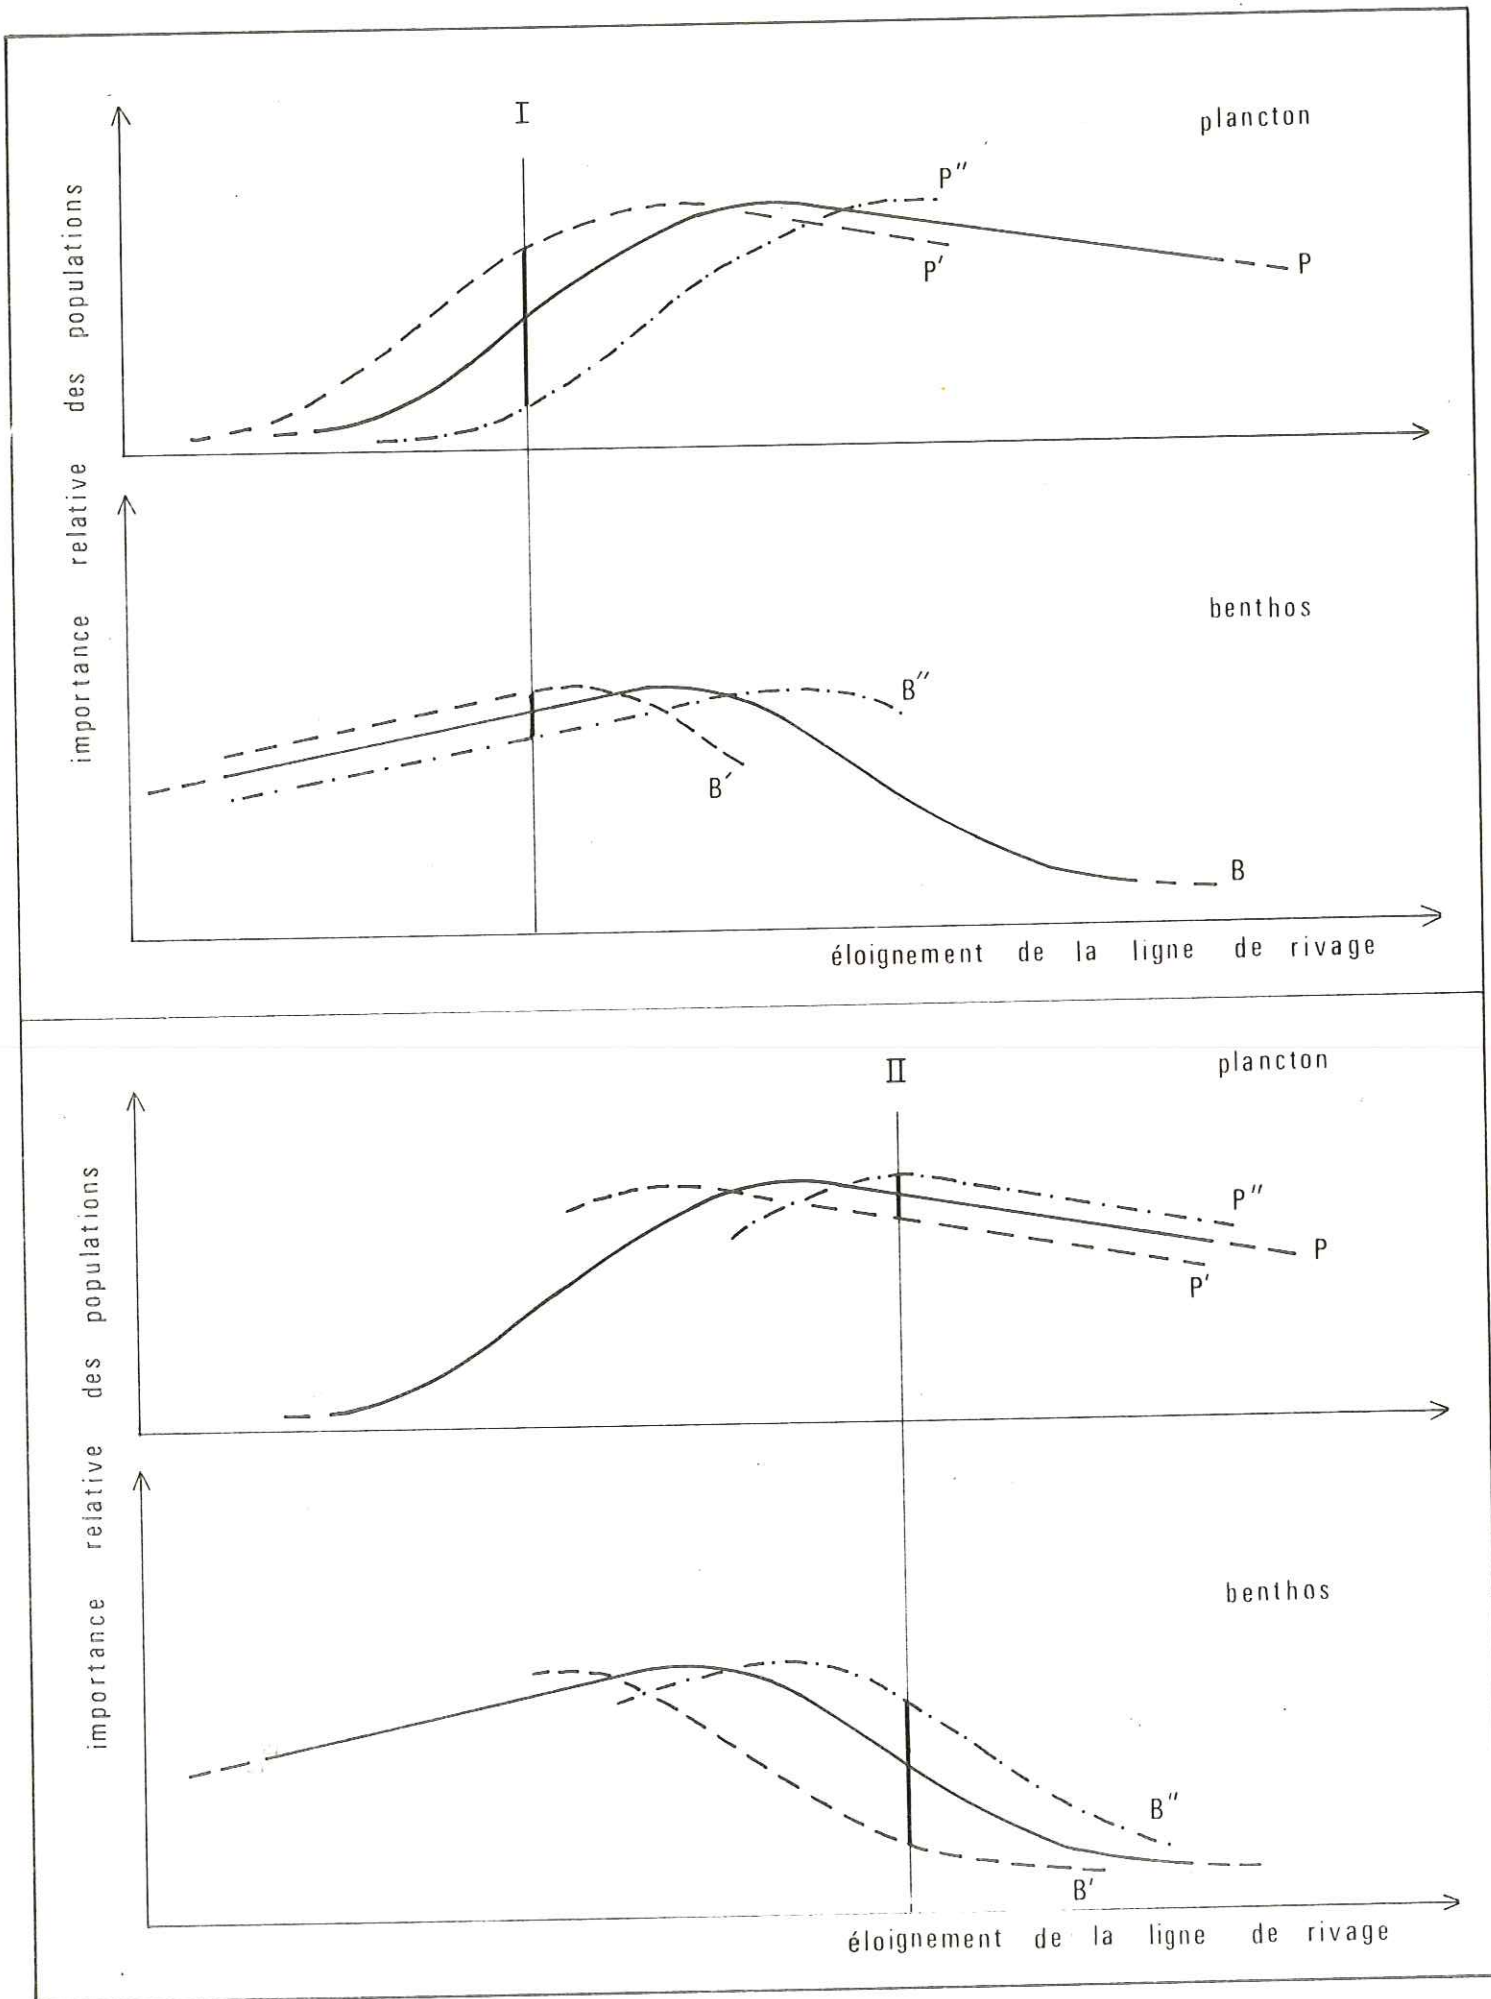 I
plancton
P"
P'
P
importance relative des populations
benthos
B"
B'
B
éloignement de la ligne de rivage
II
plancton
P"
P
P'
importance relative des populations
benthos
B"
B'
éloignement de la ligne de rivage